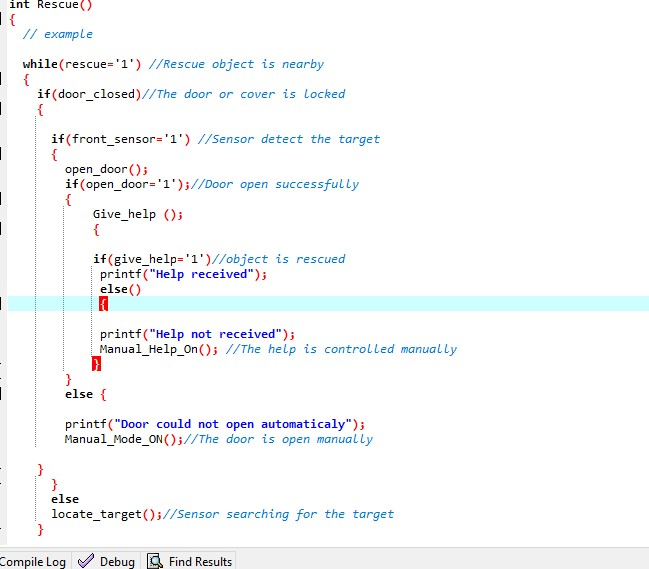 int Rescue()
{
// example
while(rescue='1') //Rescue object is nearby
{
if(door_closed)//The door or cover is locked
{
if(front_sensor='1') //Sensor detect the target
{
open_door();
if(open_door='1');//Door open successfully
{
Give_help ();
{
if(give_help='1')//object is rescued
printf("Help received");
else()
{
printf("Help not received");
Manual_Help_On(); //The help is controlled manually
}
}
else {
printf("Door could not open automaticaly");
Manual_Mode_ON();//The door is open manually
}
}
else
locate_target();//Sensor searching for the target
}
Compile Log Debug Find Results